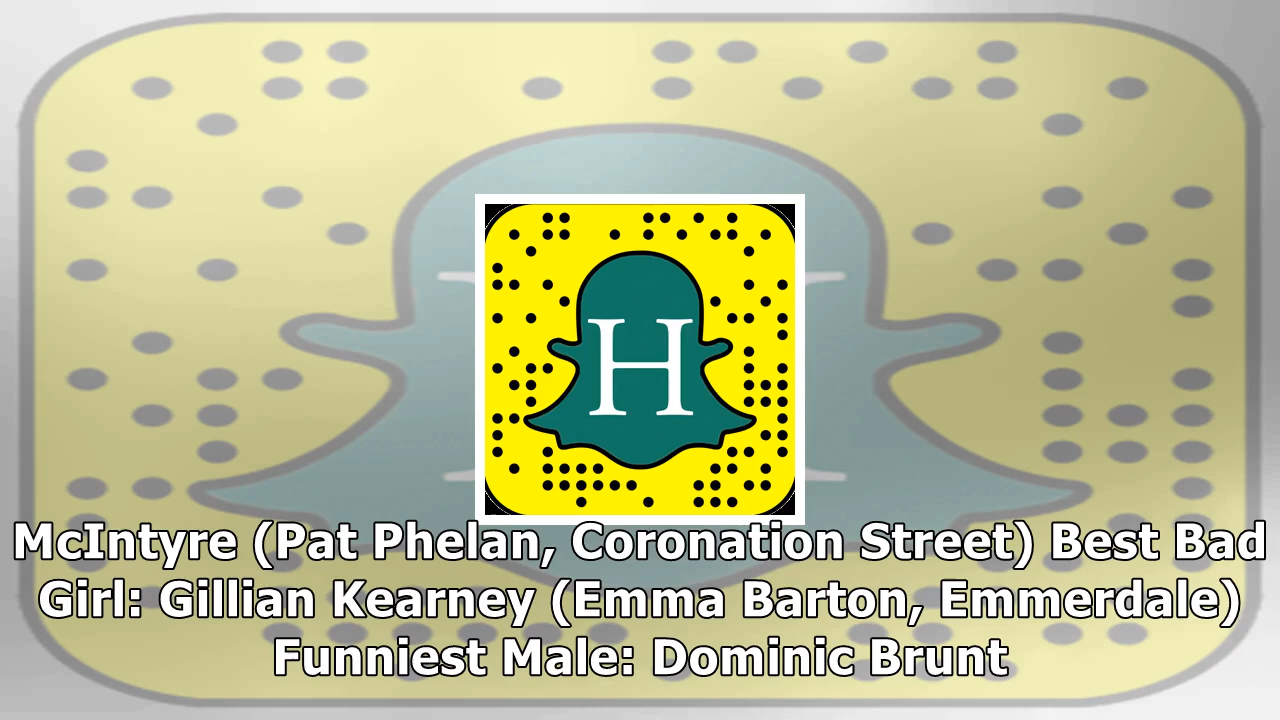 H
McIntyre (Pat Phelan, Coronation Street) Best Bad
Girl: Gillian Kearney (Emma Barton, Emmerdale)
Funniest Male: Dominic Brunt